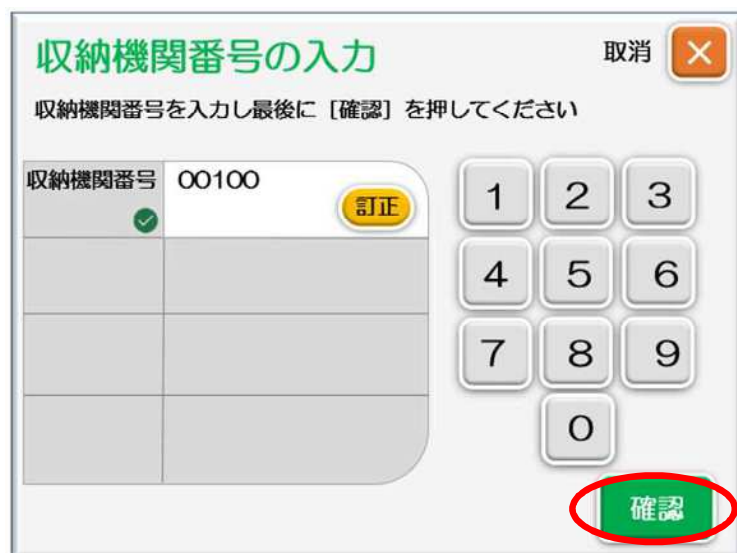 収納機関番号の入力
取消
収納機関番号を入力し最後に［確認］を押してください
収納機関番号 00100
訂正
1 2 3
4 5 6
7 8 9
0
確認